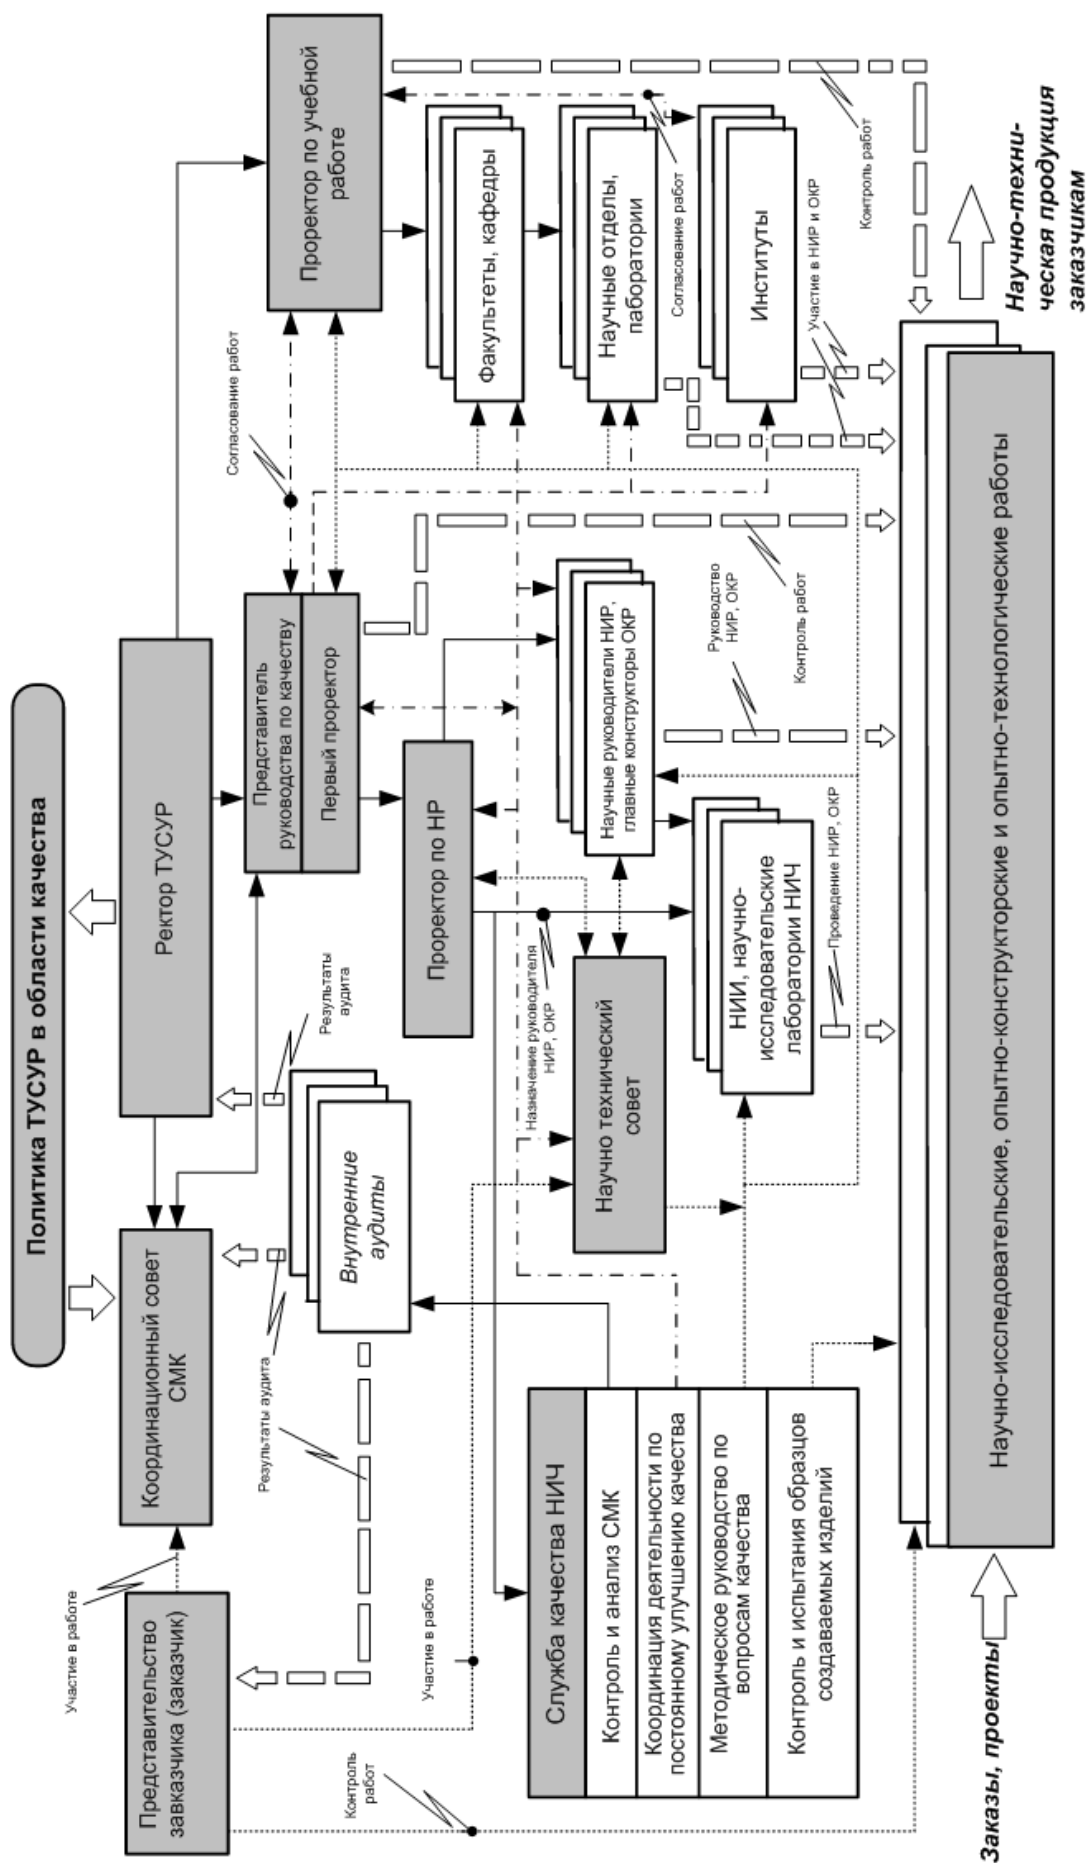 Политика ТУСУР в области качества
Ректор ТУСУР
Координационный совет
СМК
Представительство
завказчика (заказчик)
Участие в работе
Результаты аудита
Результаты
аудита
Внутренние
аудиты
Представитель
руководства по качеству
Первый проректор
Согласование работ
Проректор по учебной
работе
Проректор по НР
Факультеты, кафедры
Научные отделы,
лаборатории
Институты
Согласование работ
Контроль работ
Участие в НИР и ОКР
Назначение руководителя
НИР, ОКР
Научные руководители НИР,
главные конструкторы ОКР
Руководство
НИР, ОКР
Контроль работ
Научно технический
совет
НИИ, научно-
исследовательские
лаборатории НИЧ
Проведение НИР, ОКР
Участие в работе
Контроль
работ
Служба качества НИЧ
Контроль и анализ СМК
Координация деятельности по
постоянному улучшению качества
Методическое руководство по
вопросам качества
Контроль и испытания образцов
создаваемых изделий
Заказы, проекты
Научно-исследовательские, опытно-конструкторские и опытно-технологические работы
Научно-техни-
ческая продукция
заказчикам